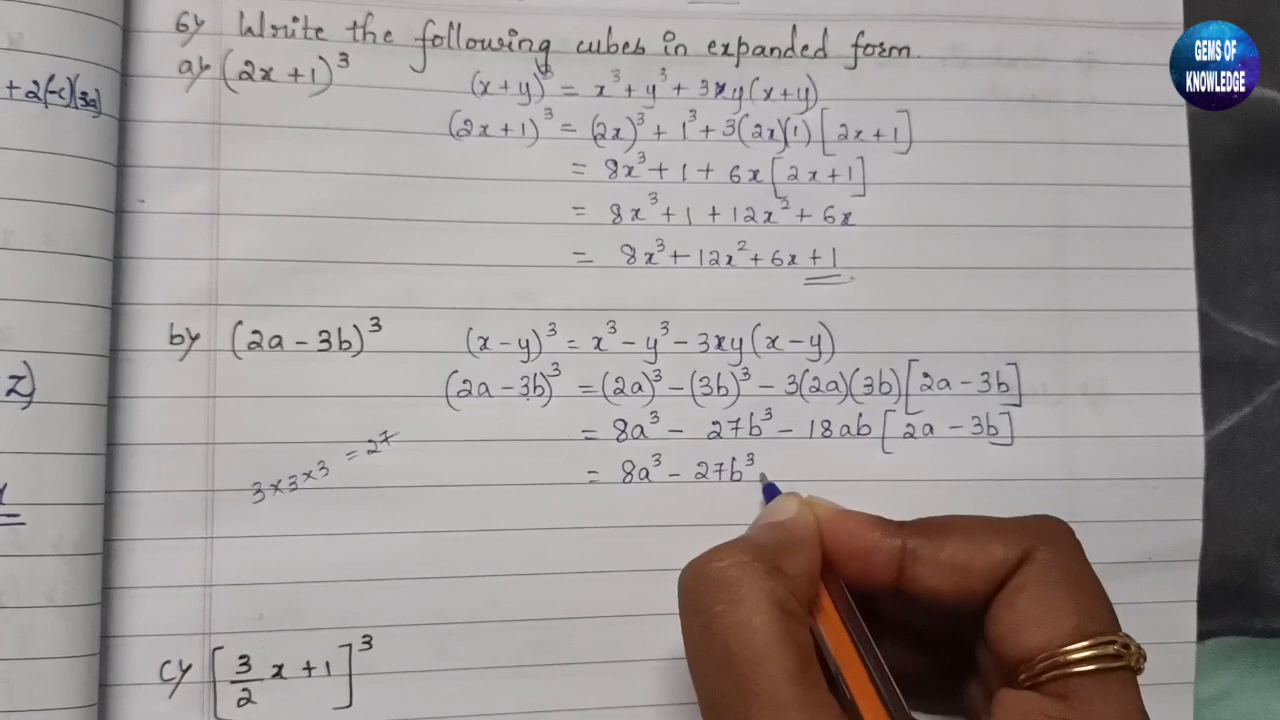 6) Write the following cubes in expanded form.
GEMS OF
KNOWLEDGE
a) (2x+1)³
+2(-c)(3a)
(x+y)³ = x³+y³+3xy(x+y)
(2x+1)³ = (2x)³+1³+3(2x)(1)[2x+1]
= 8x³+1+6x[2x+1]
= 8x³+1+12x²+6x
= 8x³+12x²+6x+1
b) (2a-3b)³
(x-y)³ = x³-y³-3xy(x-y)
z)
(2a-3b)³ = (2a)³-(3b)³-3(2a)(3b)[2a-3b]
= 8a³-27b³-18ab[2a-3b]
3×3×3=27
= 8a³-27b³
c) [3/2 x+1]³